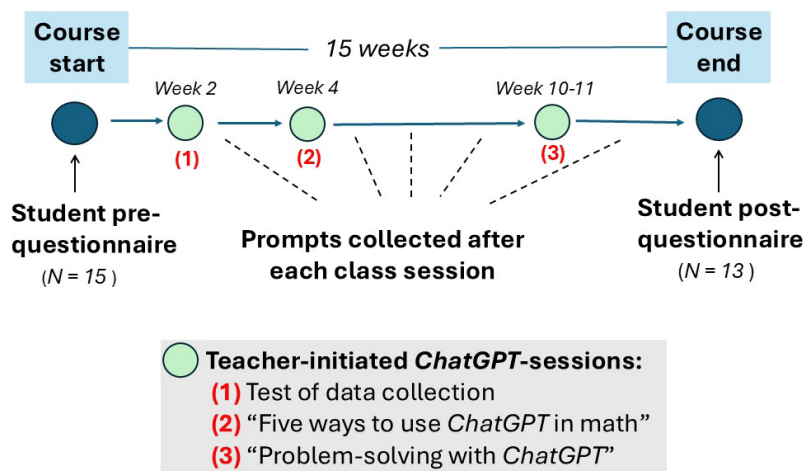 Course
start
15 weeks
Course
end
Week 2
Week 4
Week 10-11
(1)
(2)
(3)
Student pre-
questionnaire
(N = 15 )
Prompts collected after
each class session
Student post-
questionnaire
(N = 13 )
Teacher-initiated ChatGPT-sessions:
(1) Test of data collection
(2) “Five ways to use ChatGPT in math”
(3) “Problem-solving with ChatGPT”